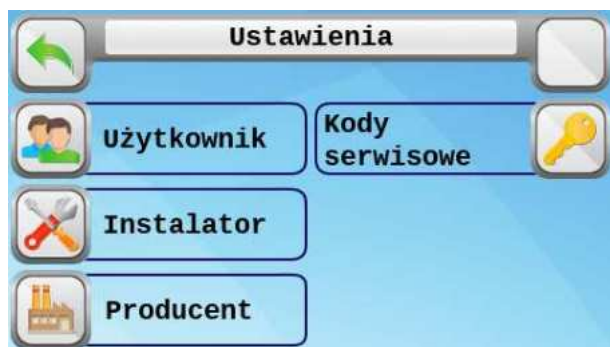 Ustawienia
Użytkownik
Kody
serwisowe
Instalator
Producent